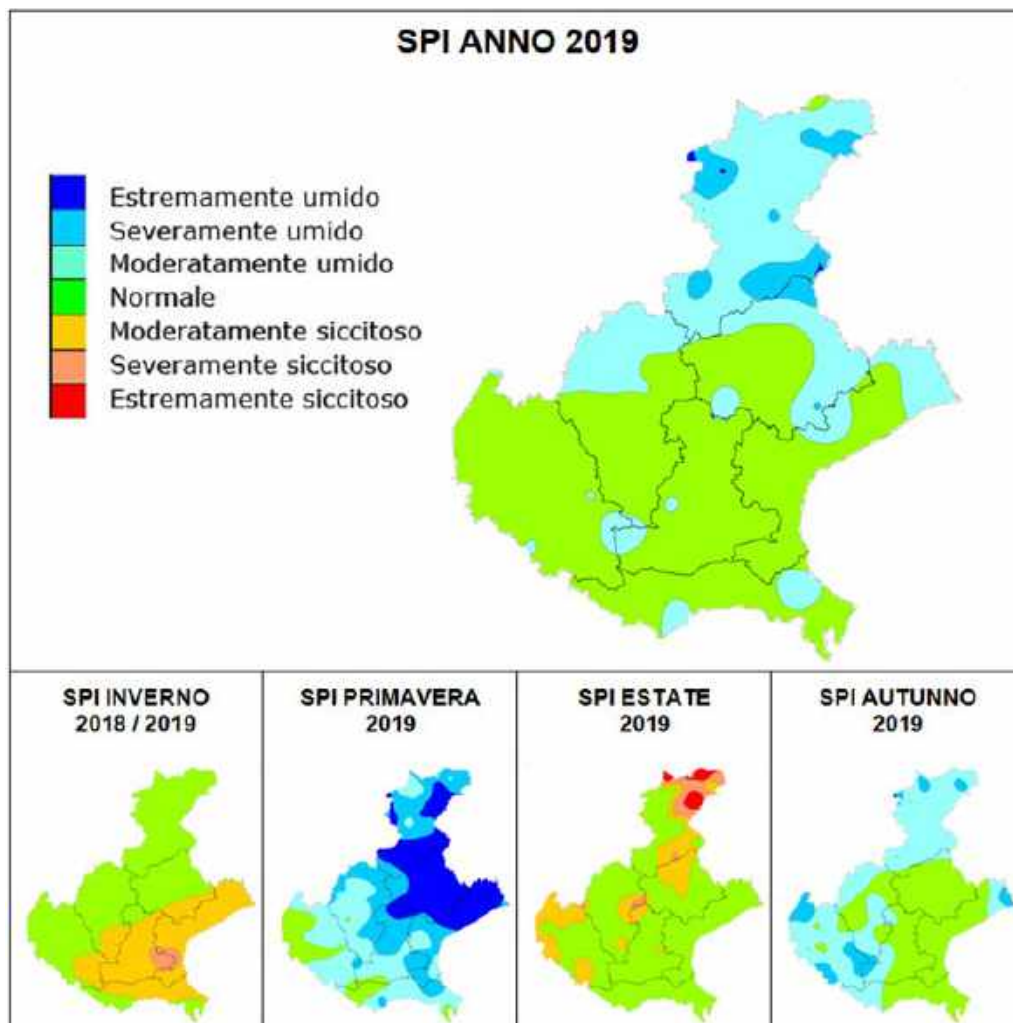 SPI ANNO 2019
Estremamente umido
Severamente umido
Moderatamente umido
Normale
Moderatamente siccitoso
Severamente siccitoso
Estremamente siccitoso
SPI INVERNO
2018 / 2019
SPI PRIMAVERA
2019
SPI ESTATE
2019
SPI AUTUNNO
2019